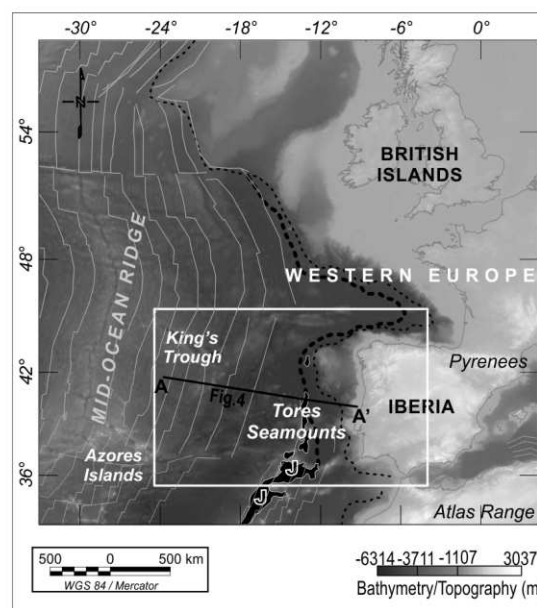 -30° -24° -18° -12° -6° 0°
N
54°
BRITISH
ISLANDS
48°
WESTERN EUROPE
MID-OCEAN RIDGE
King's
Trough
42°
Pyrenees
A
Fig.4
A'
IBERIA
Tores
Seamounts
Azores
Islands
36°
J
J
Atlas Range
500 0 500 km
WGS 84 / Mercator
-6314 -3711 -1107 3037
Bathymetry/Topography (m